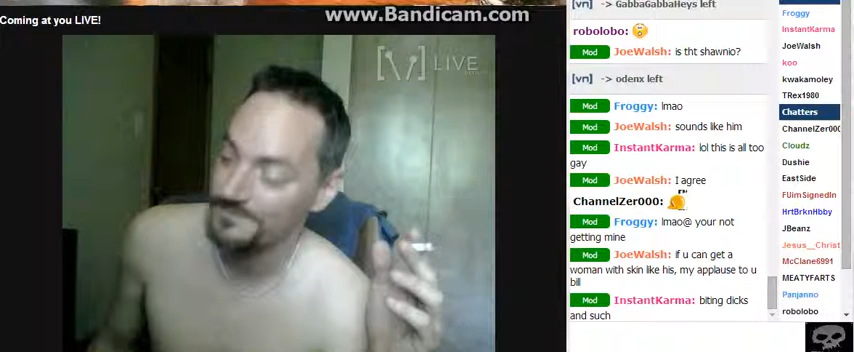 www.Bandicam.com
Coming at you LIVE!
[\/] LIVE
[vn] -> GabbaGabbaHeys left
robolobo:
Mod JoeWalsh: is tht shawnio?
[vn] -> odenx left
Mod Froggy: lmao
Mod JoeWalsh: sounds like him
Mod InstantKarma: lol this is all too
gay
Mod JoeWalsh: I agree
ChannelZer000:
Mod Froggy: lmao@ your not
getting mine
Mod JoeWalsh: if u can get a
woman with skin like his, my applause to u
bill
Mod InstantKarma: biting dicks
and such
Froggy
InstantKarma
JoeWalsh
koo
kwakamoley
TRex1980
Chatters
ChannelZer000
Cloudz
Dushie
EastSide
FUimSignedIn
HrtBrknHbby
JBeanz
Jesus__Christ
McClane6991
MEATYFARTS
Panjanno
robolobo